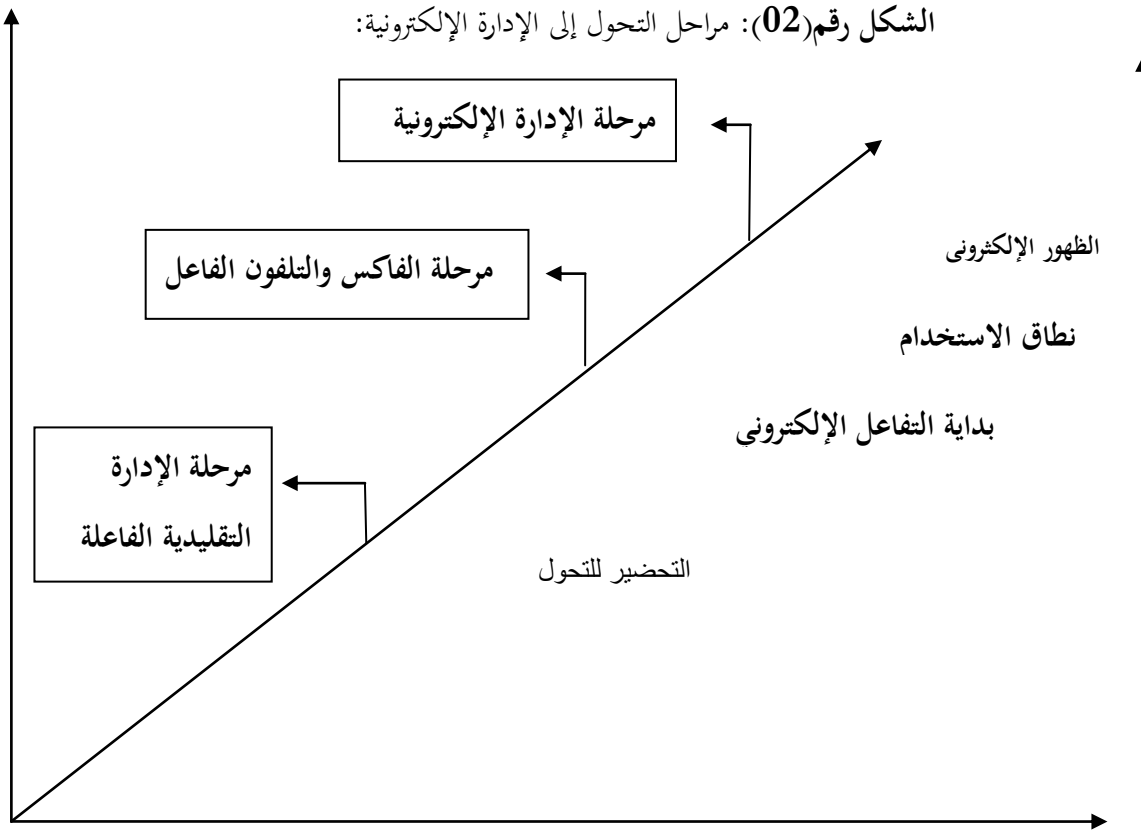 الشكل رقم(02): مراحل التحول إلى الإدارة الإلكترونية:
مرحلة الإدارة الإلكترونية
الظهور الإلكثرونى
مرحلة الفاكس والتلفون الفاعل
نطاق الاستخدام
بداية التفاعل الإلكتروني
مرحلة الإدارة
التقليدية الفاعلة
التحضير للتحول